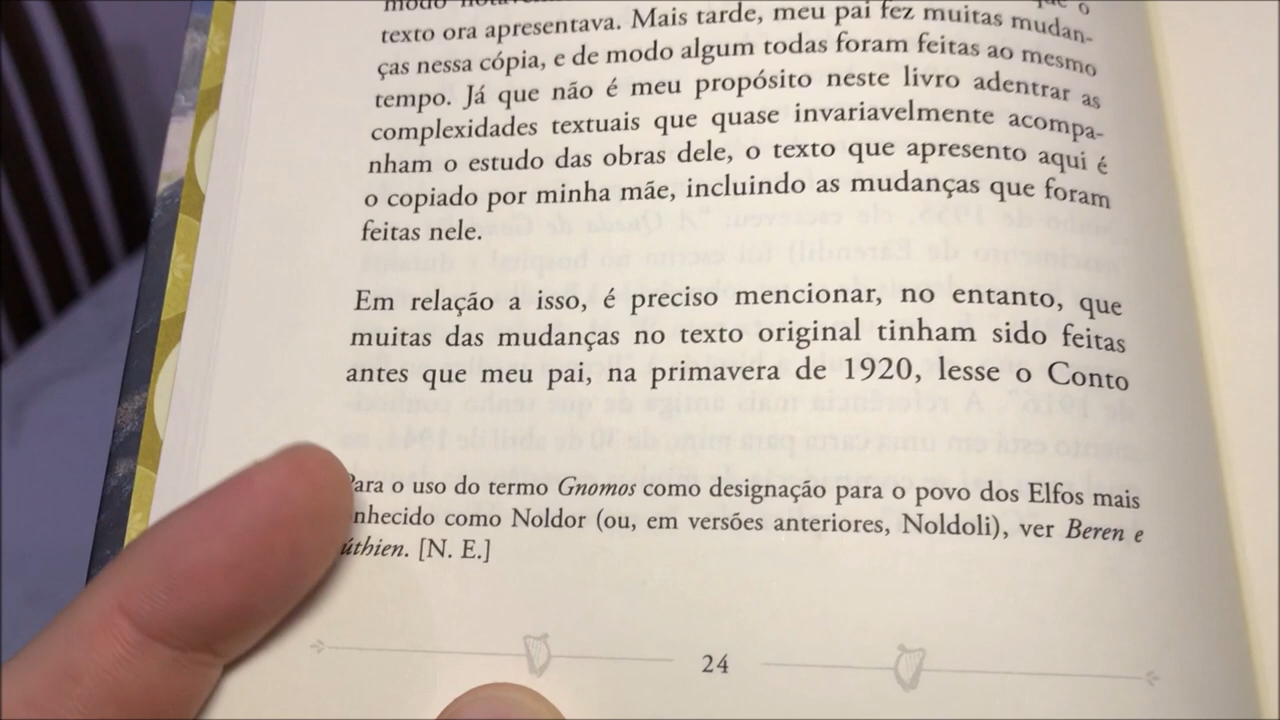 texto ora apresentava. Mais tarde, meu pai fez muitas mudan-
ças nessa cópia, e de modo algum todas foram feitas ao mesmo
tempo. Já que não é meu propósito neste livro adentrar as
complexidades textuais que quase invariavelmente acompa-
nham o estudo das obras dele, o texto que apresento aqui é
o copiado por minha mãe, incluindo as mudanças que foram
feitas nele.
Em relação a isso, é preciso mencionar, no entanto, que
muitas das mudanças no texto original tinham sido feitas
antes que meu pai, na primavera de 1920, lesse o Conto
Para o uso do termo Gnomos como designação para o povo dos Elfos mais
nhecido como Noldor (ou, em versões anteriores, Noldoli), ver Beren e
úthien. [N. E.]
24